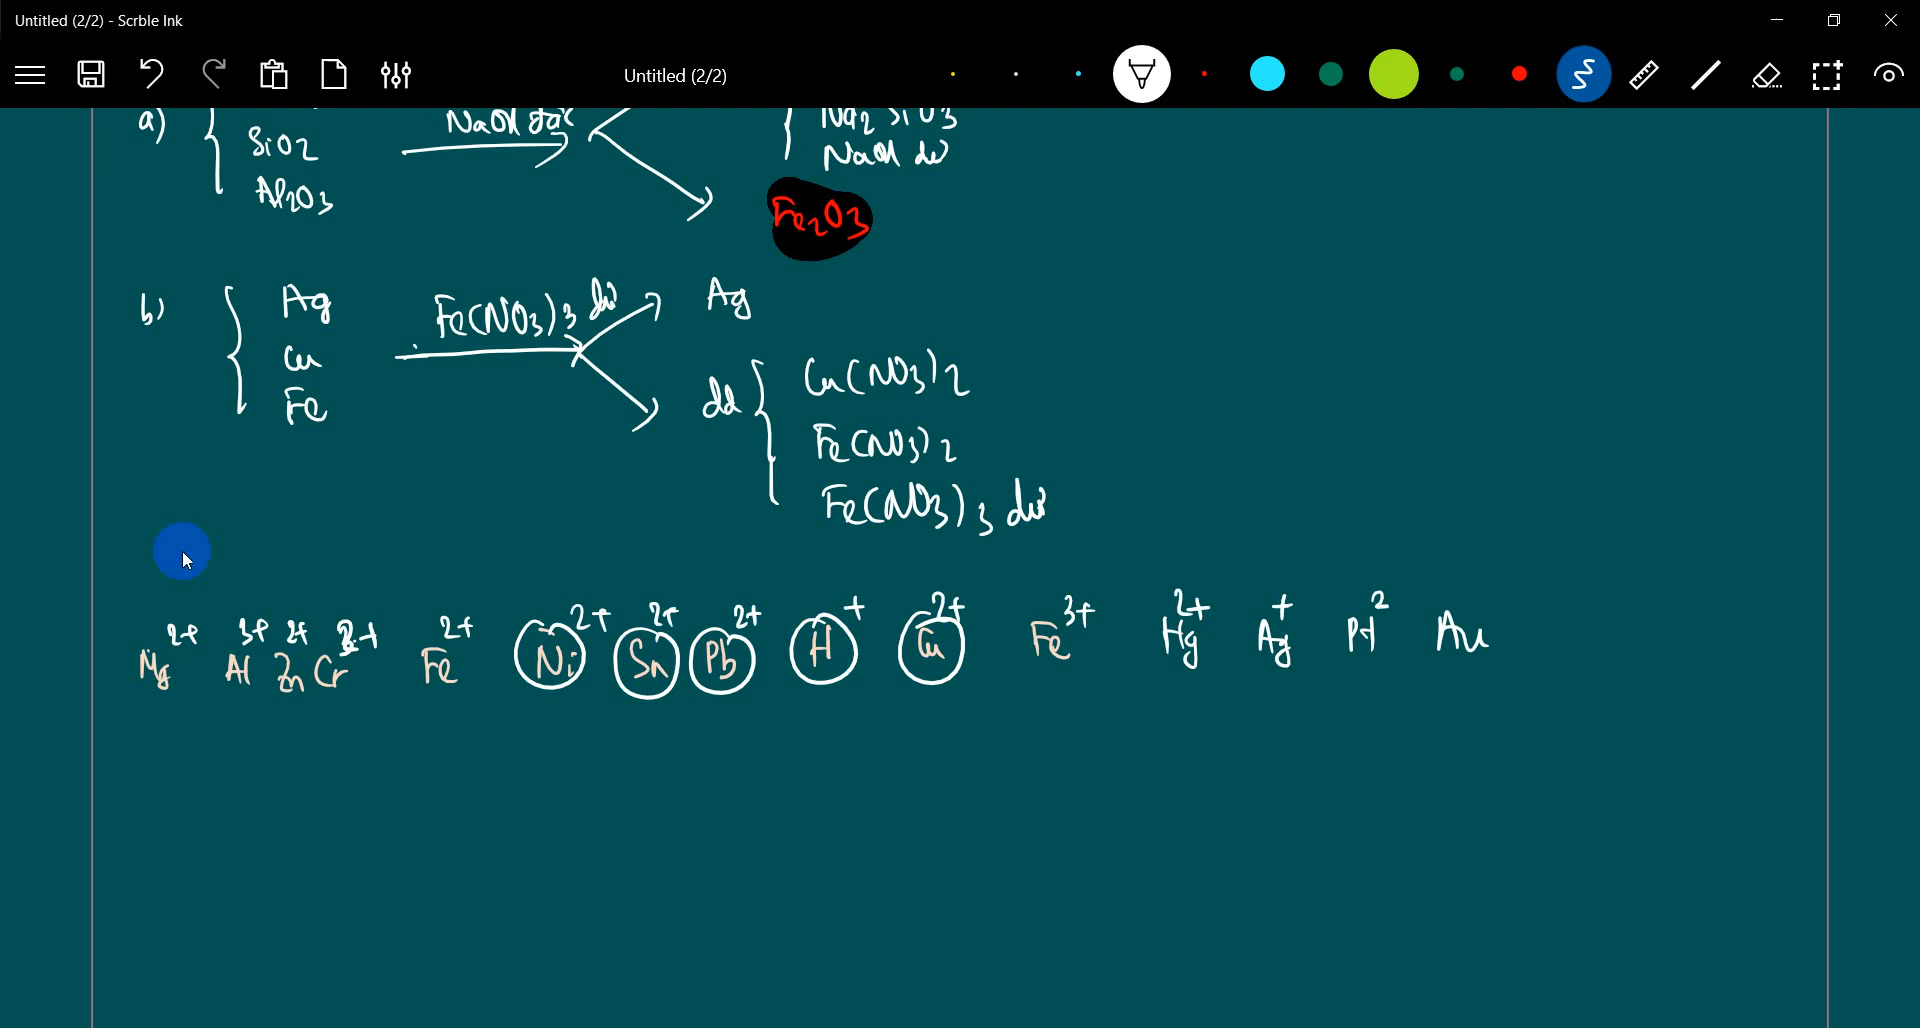 Untitled (2/2) - Scrble Ink
Untitled (2/2)
a) SiO2 NaOH đặc Na2SiO3
Al2O3 NaOH dư
Fe2O3
b) Ag Fe(NO3)3 dư Ag
Cu dd Cu(NO3)2
Fe Fe(NO3)2
Fe(NO3)3 dư
Mg2+ Al3+ Zn2+ Cr Fe2+ Ni2+ Sn2+ Pb2+ H+ Cu2+ Fe3+ Hg2+ Ag+ Pt2 Au